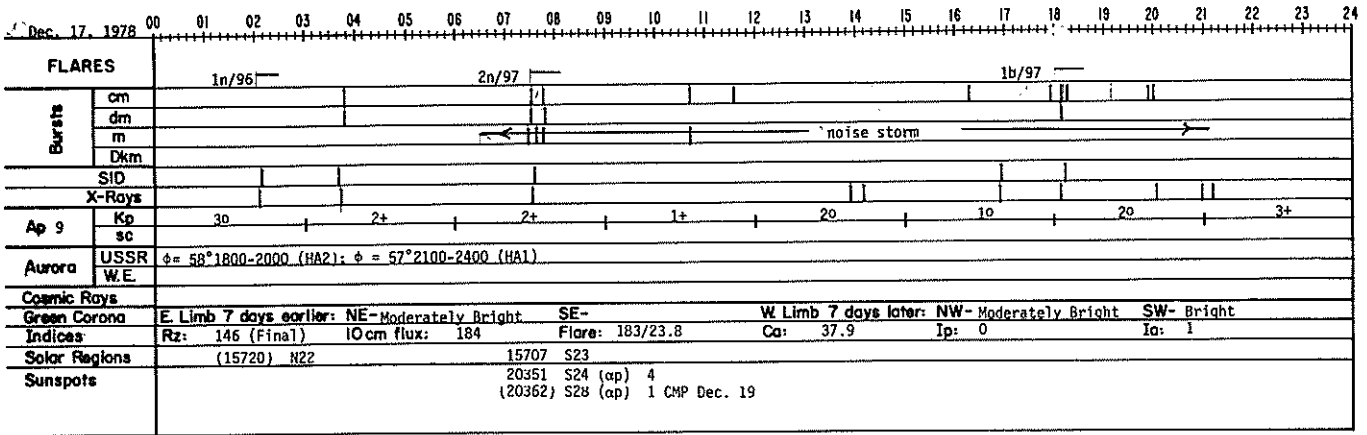 Dec. 17, 1978 00 01 02 03 04 05 06 07 08 09 10 11 12 13 14 15 16 17 18 19 20 21 22 23 24
FLARES 1n/96 2n/97 1b/97
Bursts
cm
dm
m noise storm
Dkm
SID
X-Rays
Ap 9 Kp 3o 2+ 2+ 1+ 2o 1o 2o 3+
sc
Aurora USSR φ= 58°1800-2000 (HA2); φ = 57°2100-2400 (HA1)
W.E.
Cosmic Rays
Green Corona E. Limb 7 days earlier: NE- Moderately Bright SE- W. Limb 7 days later: NW- Moderately Bright SW- Bright
Indices Rz: 146 (Final) 10cm flux: 184 Flare: 183/23.8 Ca: 37.9 Ip: 0 Ia: 1
Solar Regions (15720) N22 15707 S23
Sunspots 20351 S24 (αp) 4
(20362) S28 (αp) 1 CMP Dec. 19